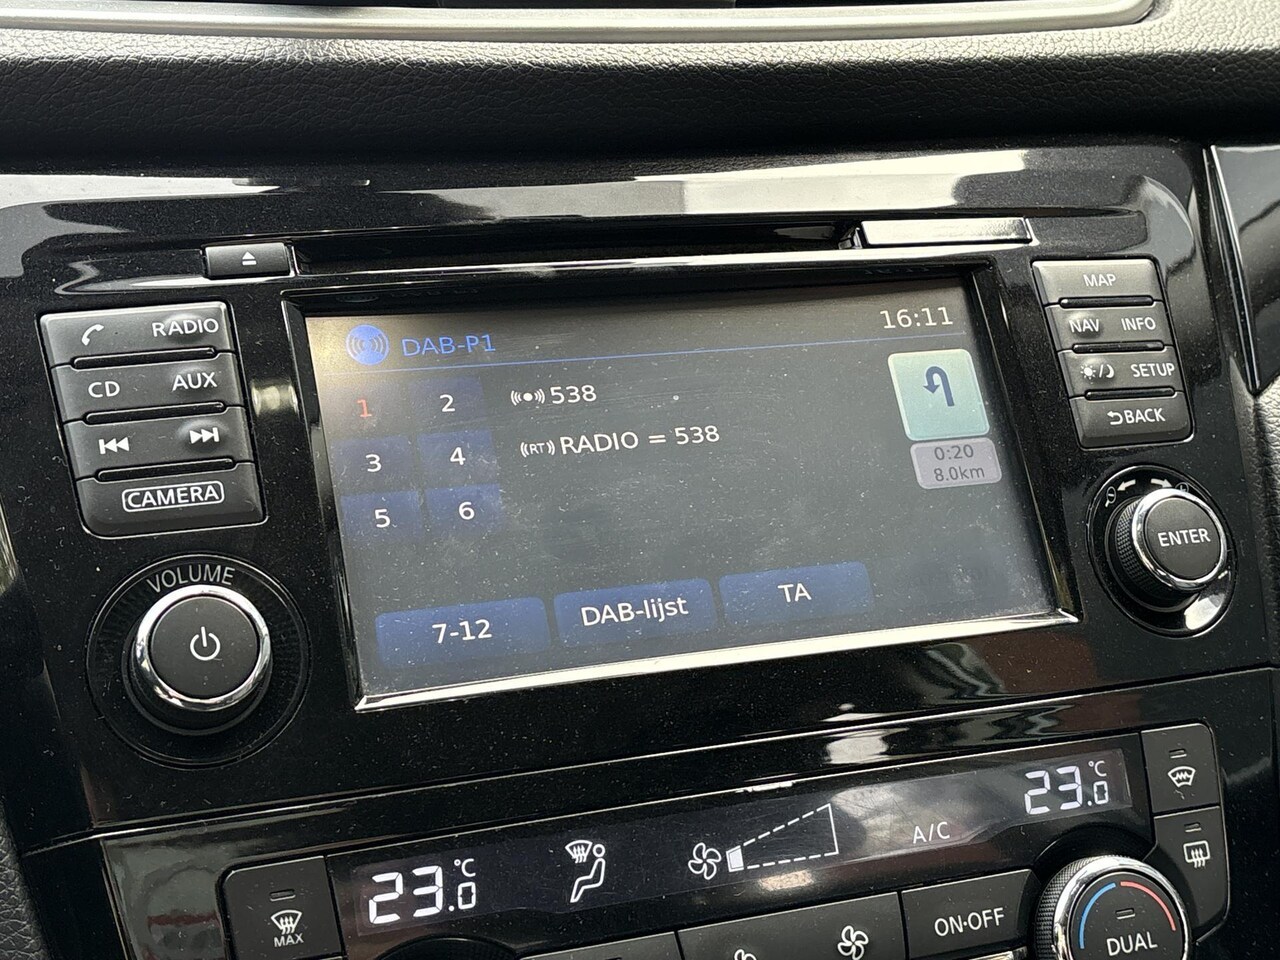 RADIO
CD AUX
CAMERA
VOLUME
DAB-P1
16:11
1 2
3 4
5 6
538
(RT) RADIO = 538
0:20
8.0km
7-12
DAB-lijst
TA
MAP
NAV INFO
SETUP
BACK
ENTER
23.0 °C
A/C
23.0 °C
MAX
ON·OFF
DUAL